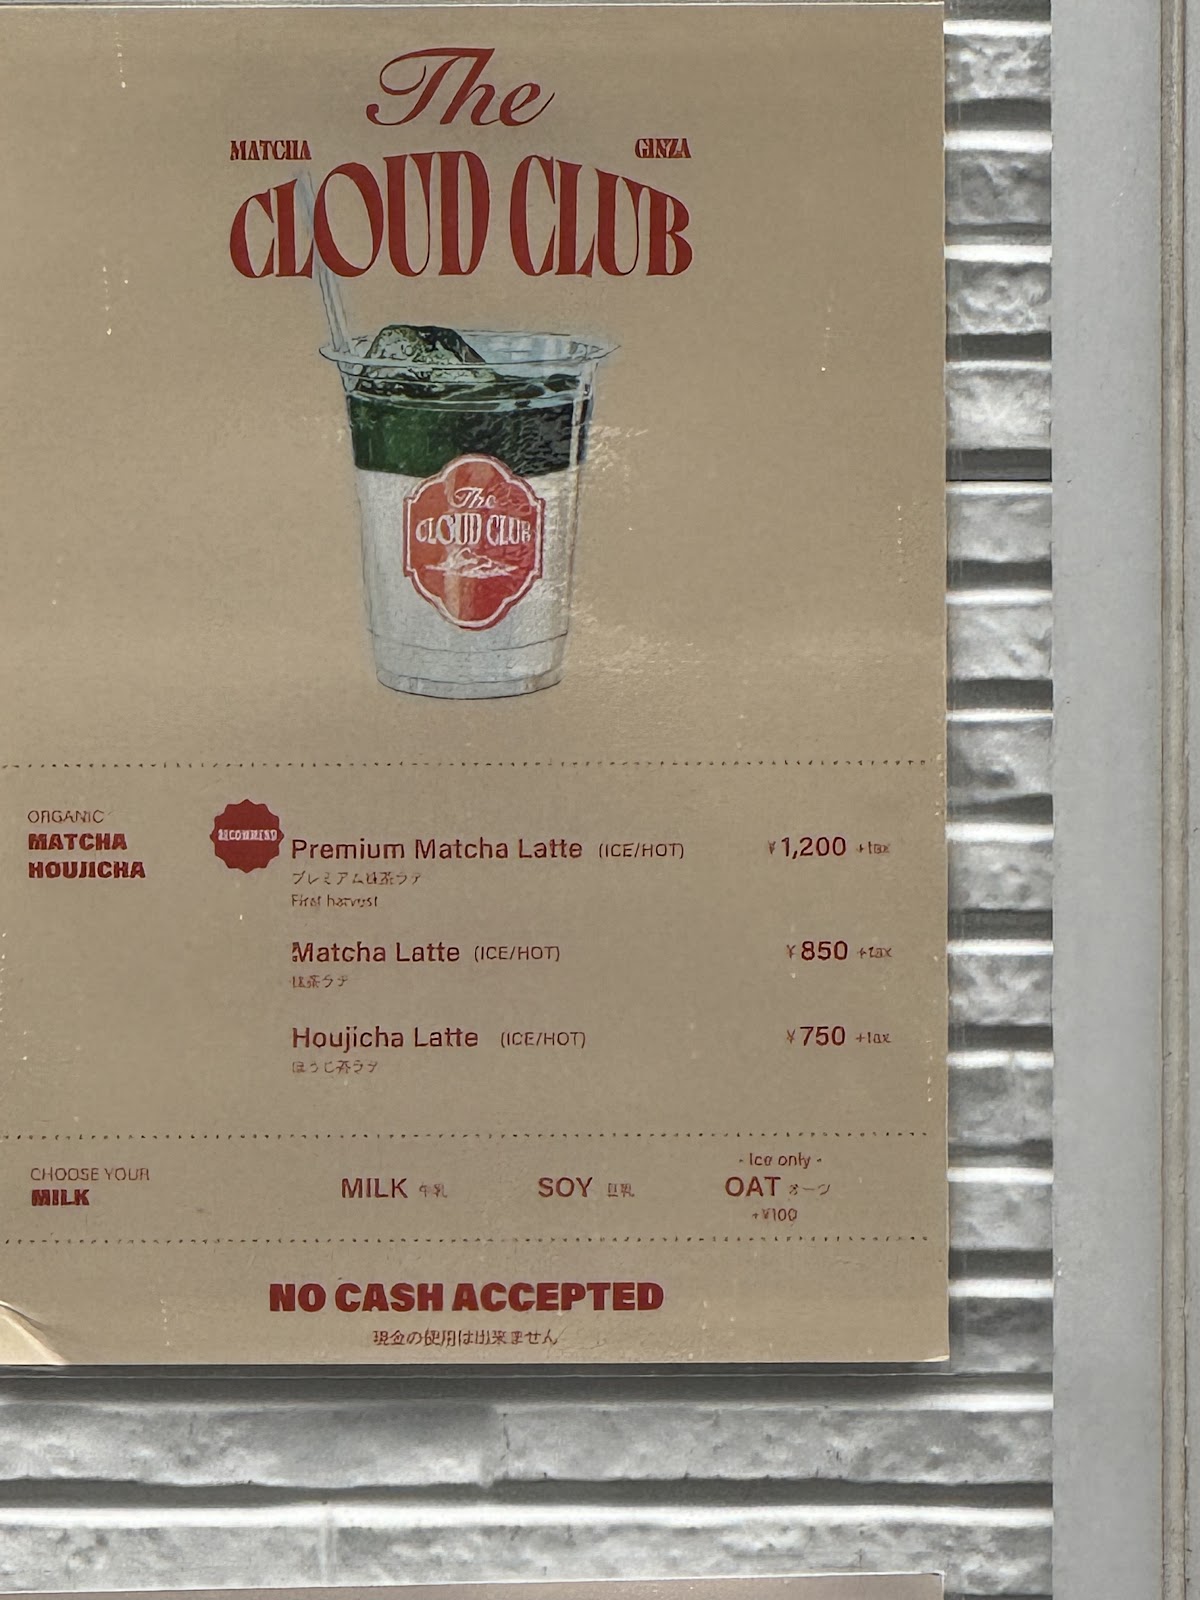 The
MATCHA GINZA
CLOUD CLUB
The
CLOUD CLUB
ORGANIC
MATCHA
HOUJICHA
RECOMMEND
Premium Matcha Latte (ICE/HOT) ¥1,200 +tax
プレミアム抹茶ラテ
First harvest
Matcha Latte (ICE/HOT) ¥850 +tax
抹茶ラテ
Houjicha Latte (ICE/HOT) ¥750 +tax
ほうじ茶ラテ
CHOOSE YOUR
MILK
MILK 牛乳
SOY 豆乳
- Ice only -
OAT オーツ
+¥100
NO CASH ACCEPTED
現金の使用は出来ません